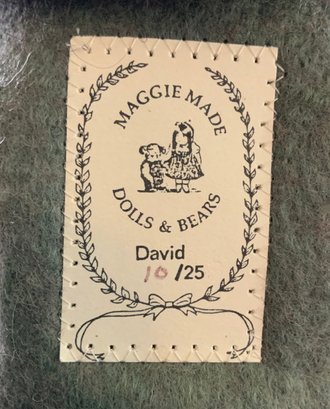 MAGGIE MADE
DOLLS & BEARS
David
10/25